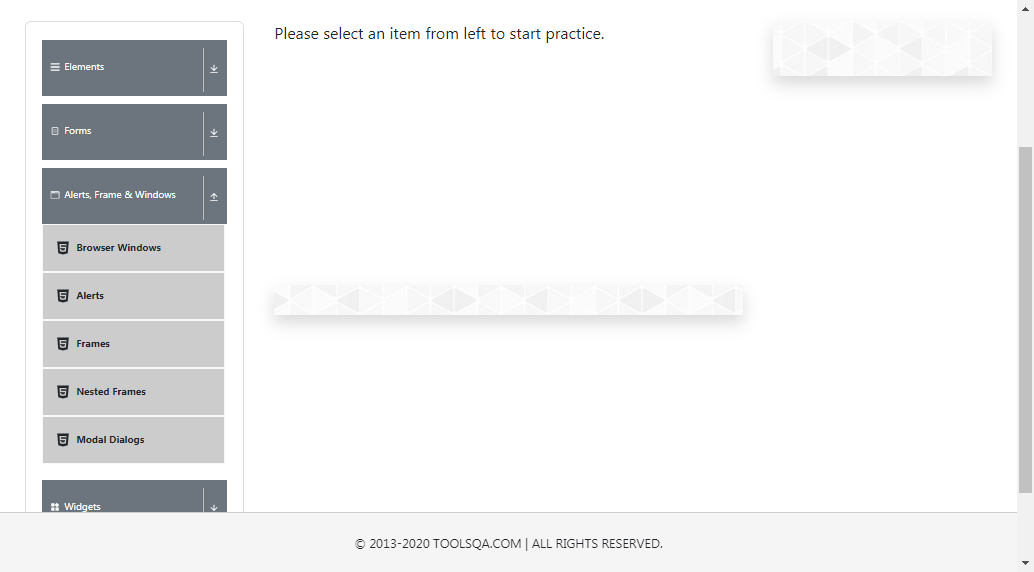 Please select an item from left to start practice.
Elements
Forms
Alerts, Frame & Windows
Browser Windows
Alerts
Frames
Nested Frames
Modal Dialogs
Widgets
© 2013-2020 TOOLSQA.COM | ALL RIGHTS RESERVED.